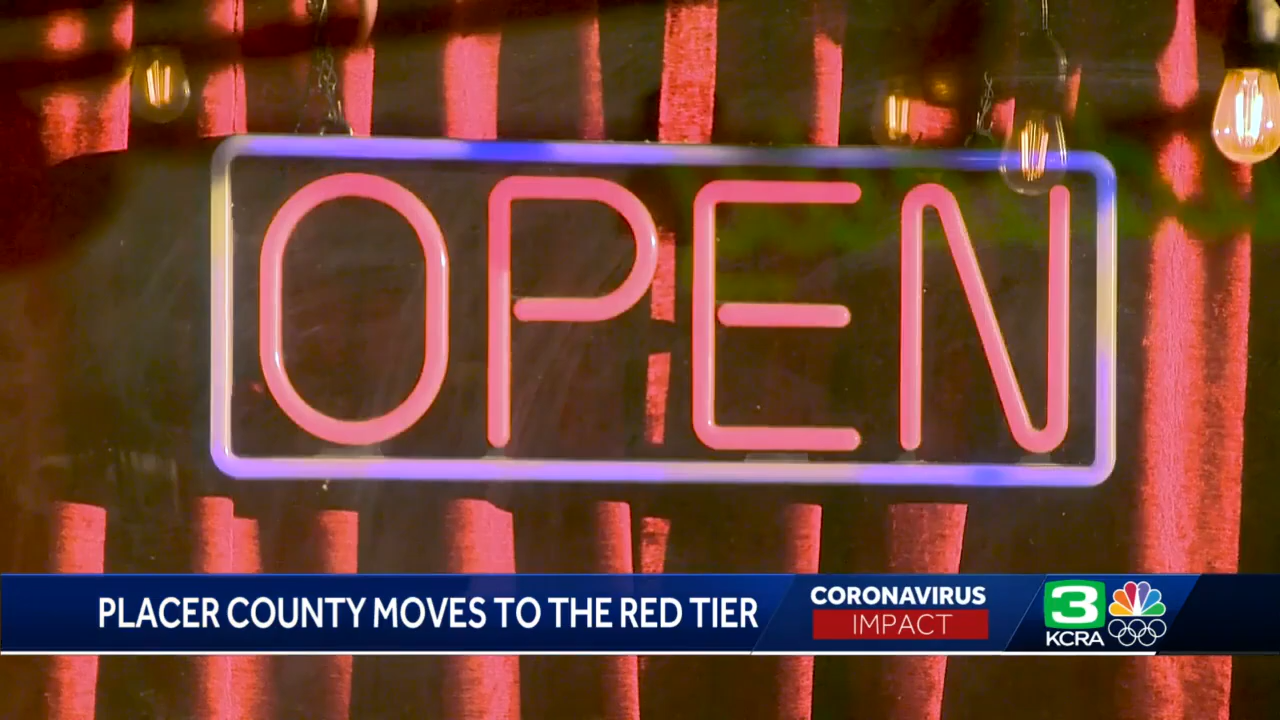 OPEN
PLACER COUNTY MOVES TO THE RED TIER
CORONAVIRUS
IMPACT
3
KCRA